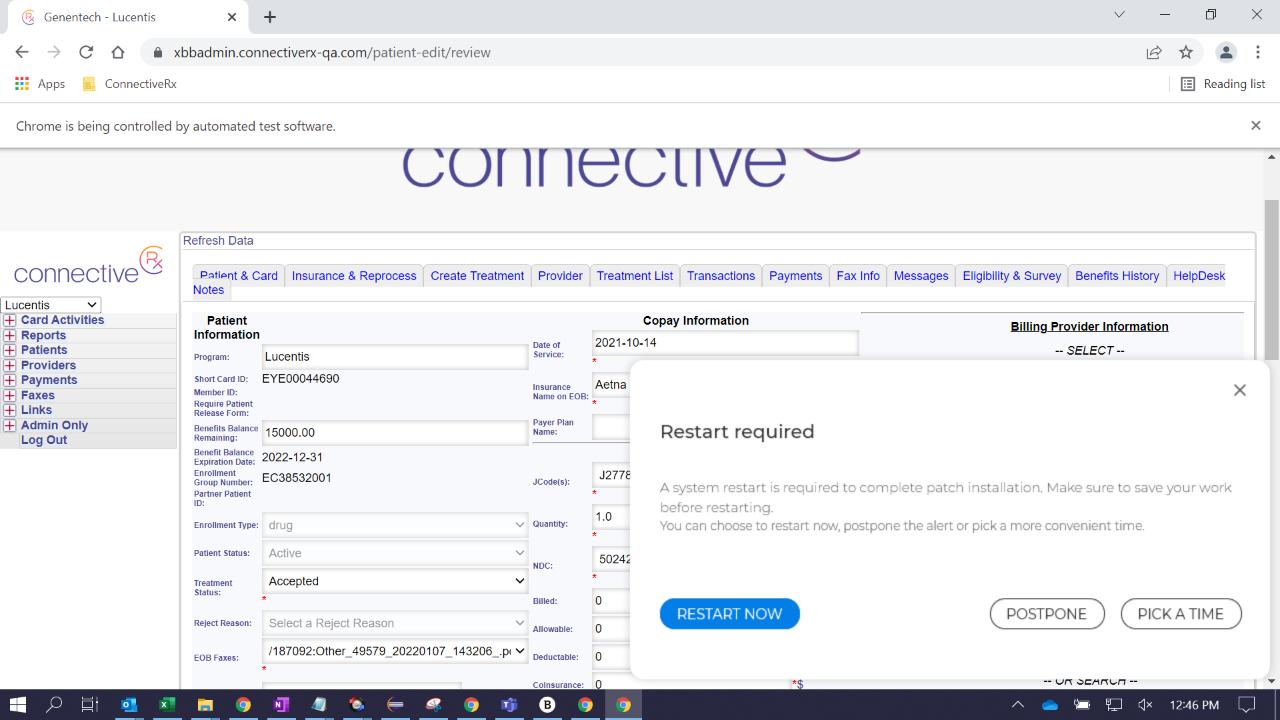 Genentech - Lucentis
xbbadmin.connectiverx-qa.com/patient-edit/review
Apps
ConnectiveRx
Reading list
Chrome is being controlled by automated test software.
connective
Refresh Data
connective Rx
Patient & Card
Insurance & Reprocess
Create Treatment
Provider
Treatment List
Transactions
Payments
Fax Info
Messages
Eligibility & Survey
Benefits History
HelpDesk
Notes
Lucentis
Card Activities
Reports
Patients
Providers
Payments
Faxes
Links
Admin Only
Log Out
Patient
Information
Program:
Lucentis
Short Card ID:
EYE00044690
Member ID:
Require Patient
Release Form:
Benefits Balance
Remaining:
15000.00
Benefit Balance
Expiration Date:
2022-12-31
Enrollment
Group Number:
EC38532001
Partner Patient
ID:
Enrollment Type:
drug
Patient Status:
Active
Treatment
Status:
Accepted
*
Reject Reason:
Select a Reject Reason
EOB Faxes:
/187092:Other_49579_20220107_143206_.p
*
Copay Information
Date of
Service:
2021-10-14
*
Insurance
Name on EOB:
Aetna
*
Payer Plan
Name:
JCode(s):
J2778
*
Quantity:
1.0
*
NDC:
50242
*
Billed:
0
Allowable:
0
Deductable:
0
CoInsurance:
0
*$
Billing Provider Information
-- SELECT --
-- OR SEARCH --
Restart required
A system restart is required to complete patch installation. Make sure to save your work
before restarting.
You can choose to restart now, postpone the alert or pick a more convenient time.
RESTART NOW
POSTPONE
PICK A TIME
12:46 PM